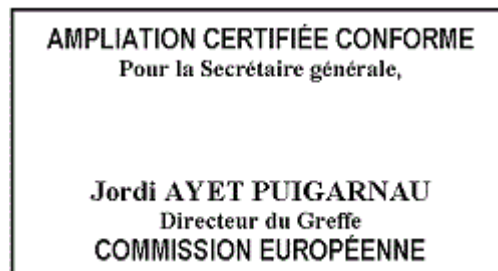 AMPLIATION CERTIFIÉE CONFORME
Pour la Secrétaire générale,
Jordi AYET PUIGARNAU
Directeur du Greffe
COMMISSION EUROPÉENNE